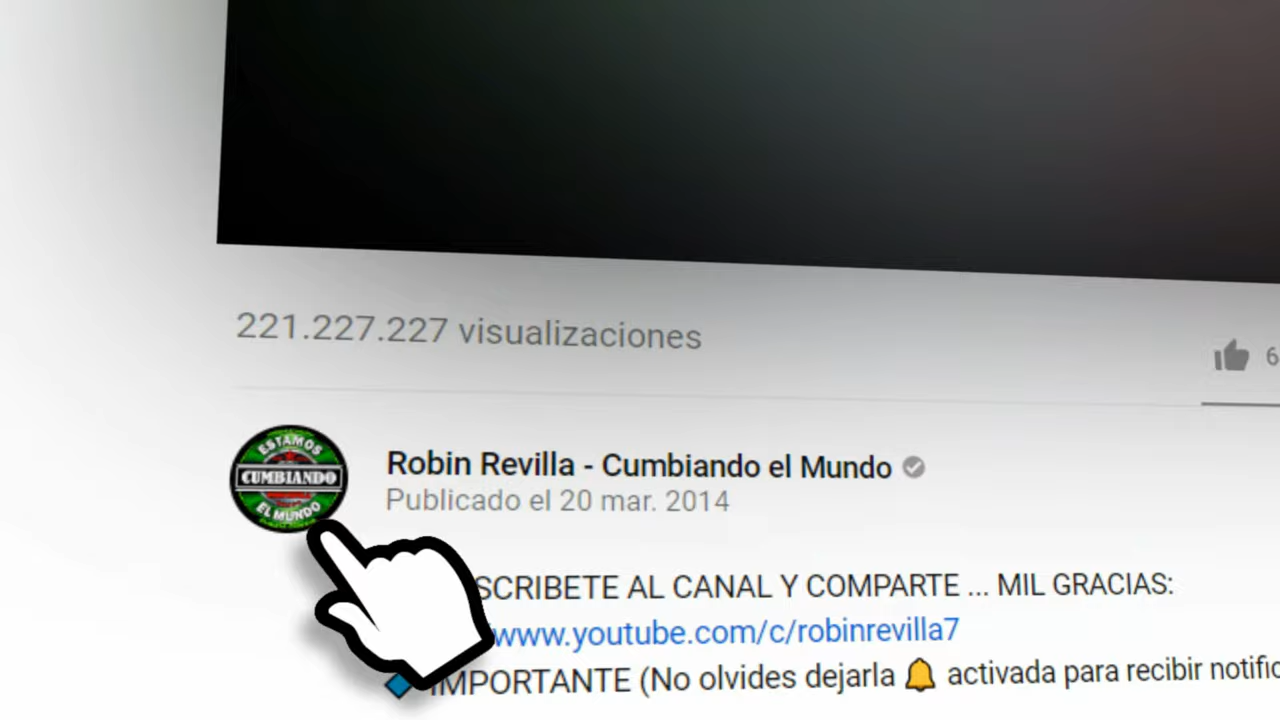 221.227.227 visualizaciones
6
ESTAMOS
CUMBIANDO
EL MUNDO
Robin Revilla - Cumbiando el Mundo
Publicado el 20 mar. 2014
SCRIBETE AL CANAL Y COMPARTE ... MIL GRACIAS:
www.youtube.com/c/robinrevilla7
IMPORTANTE (No olvides dejarla 🔔 activada para recibir notific